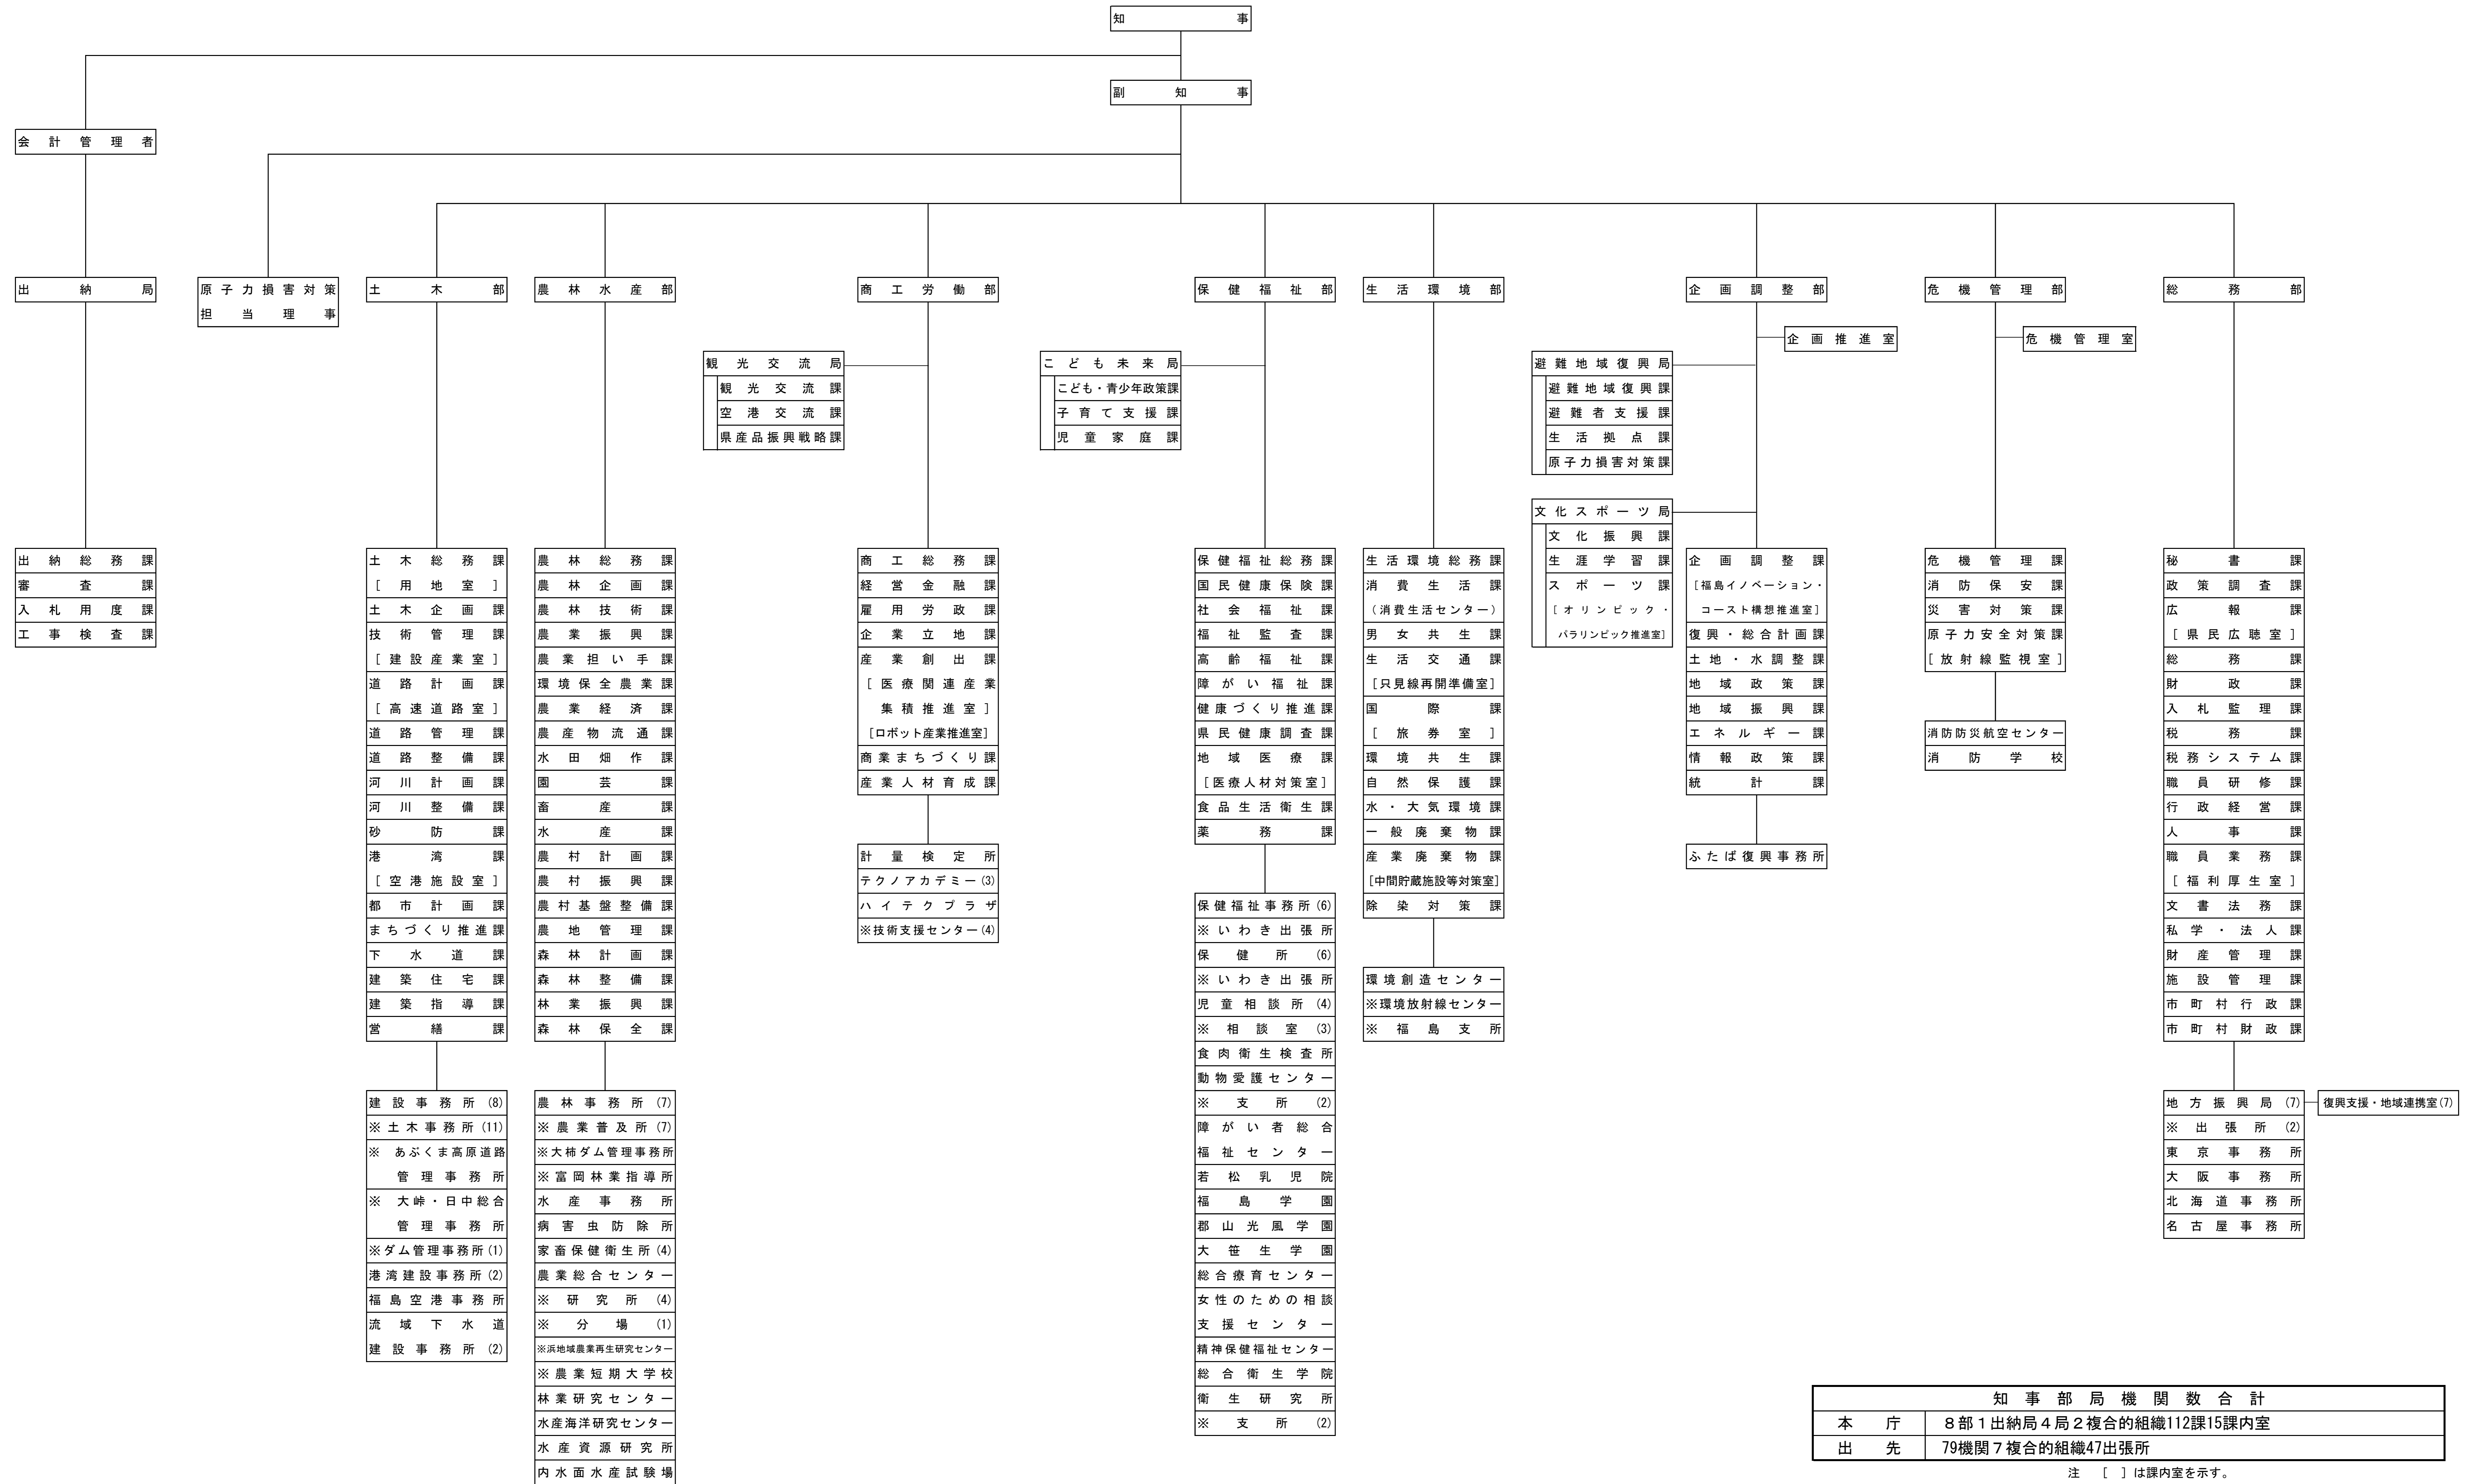 知事
副知事
会計管理者
出納局
原子力損害対策
担当理事
土木部
農林水産部
商工労働部
保健福祉部
生活環境部
企画調整部
危機管理部
総務部
企画推進室
危機管理室
観光交流局
観光交流課
空港交流課
県産品振興戦略課
こども未来局
こども・青少年政策課
子育て支援課
児童家庭課
避難地域復興局
避難地域復興課
避難者支援課
生活拠点課
原子力損害対策課
文化スポーツ局
文化振興課
生涯学習課
スポーツ課
［オリンピック・
パラリンピック推進室］
出納総務課
審査課
入札用度課
工事検査課
土木総務課
［用地室］
土木企画課
技術管理課
［建設産業室］
道路計画課
［高速道路室］
道路管理課
道路整備課
河川計画課
河川整備課
砂防課
港湾課
［空港施設室］
都市計画課
まちづくり推進課
下水道課
建築住宅課
建築指導課
営繕課
建設事務所(8)
※土木事務所(11)
※あぶくま高原道路
管理事務所
※大峠・日中総合
管理事務所
※ダム管理事務所(1)
港湾建設事務所(2)
福島空港事務所
流域下水道
建設事務所(2)
農林総務課
農林企画課
農林技術課
農業振興課
農業担い手課
環境保全農業課
農業経済課
農産物流通課
水田畑作課
園芸課
畜産課
水産課
農村計画課
農村振興課
農村基盤整備課
農地管理課
森林計画課
森林整備課
林業振興課
森林保全課
農林事務所(7)
※農業普及所(7)
※大柿ダム管理事務所
※富岡林業指導所
水産事務所
病害虫防除所
家畜保健衛生所(4)
農業総合センター
※研究所(4)
※分場(1)
※浜地域農業再生研究センター
※農業短期大学校
林業研究センター
水産海洋研究センター
水産資源研究所
内水面水産試験場
商工総務課
経営金融課
雇用労政課
企業立地課
産業創出課
［医療関連産業
集積推進室］
［ロボット産業推進室］
商業まちづくり課
産業人材育成課
計量検定所
テクノアカデミー(3)
ハイテクプラザ
※技術支援センター(4)
保健福祉総務課
国民健康保険課
社会福祉課
福祉監査課
高齢福祉課
障がい福祉課
健康づくり推進課
県民健康調査課
地域医療課
［医療人材対策室］
食品生活衛生課
薬務課
保健福祉事務所(6)
※いわき出張所
保健所(6)
※いわき出張所
児童相談所(4)
※相談室(3)
食肉衛生検査所
動物愛護センター
※支所(2)
障がい者総合
福祉センター
若松乳児院
福島学園
郡山光風学園
大笹生学園
総合療育センター
女性のための相談
支援センター
精神保健福祉センター
総合衛生学院
衛生研究所
※支所(2)
生活環境総務課
消費生活課
（消費生活センター）
男女共生課
生活交通課
［只見線再開準備室］
国際課
［旅券室］
環境共生課
自然保護課
水・大気環境課
一般廃棄物課
産業廃棄物課
［中間貯蔵施設等対策室］
除染対策課
環境創造センター
※環境放射線センター
※福島支所
企画調整課
［福島イノベーション・
コースト構想推進室］
復興・総合計画課
土地・水調整課
地域政策課
地域振興課
エネルギー課
情報政策課
統計課
ふたば復興事務所
危機管理課
消防保安課
災害対策課
原子力安全対策課
［放射線監視室］
消防防災航空センター
消防学校
秘書課
政策調査課
広報課
［県民広聴室］
総務課
財政課
入札監理課
税務課
税務システム課
職員研修課
行政経営課
人事課
職員業務課
［福利厚生室］
文書法務課
私学・法人課
財産管理課
施設管理課
市町村行政課
市町村財政課
地方振興局(7)
復興支援・地域連携室(7)
※出張所(2)
東京事務所
大阪事務所
北海道事務所
名古屋事務所
知事部局機関数合計
本庁　８部１出納局４局２複合的組織112課15課内室
出先　79機関７複合的組織47出張所
注　［　］は課内室を示す。